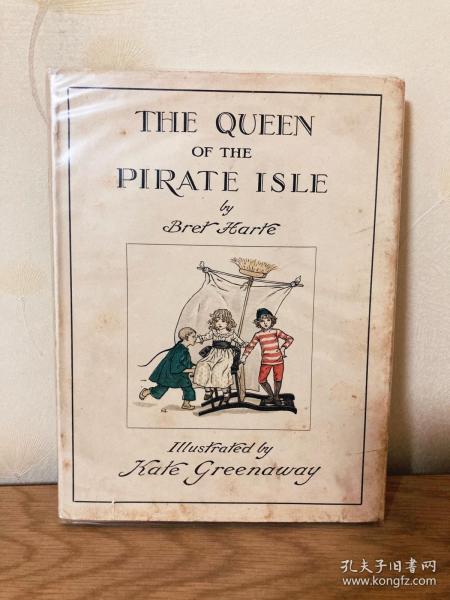 THE QUEEN
OF THE
PIRATE ISLE
by
Bret Harte
Illustrated by
Kate Greenaway
孔夫子旧书网
www.kongfz.com